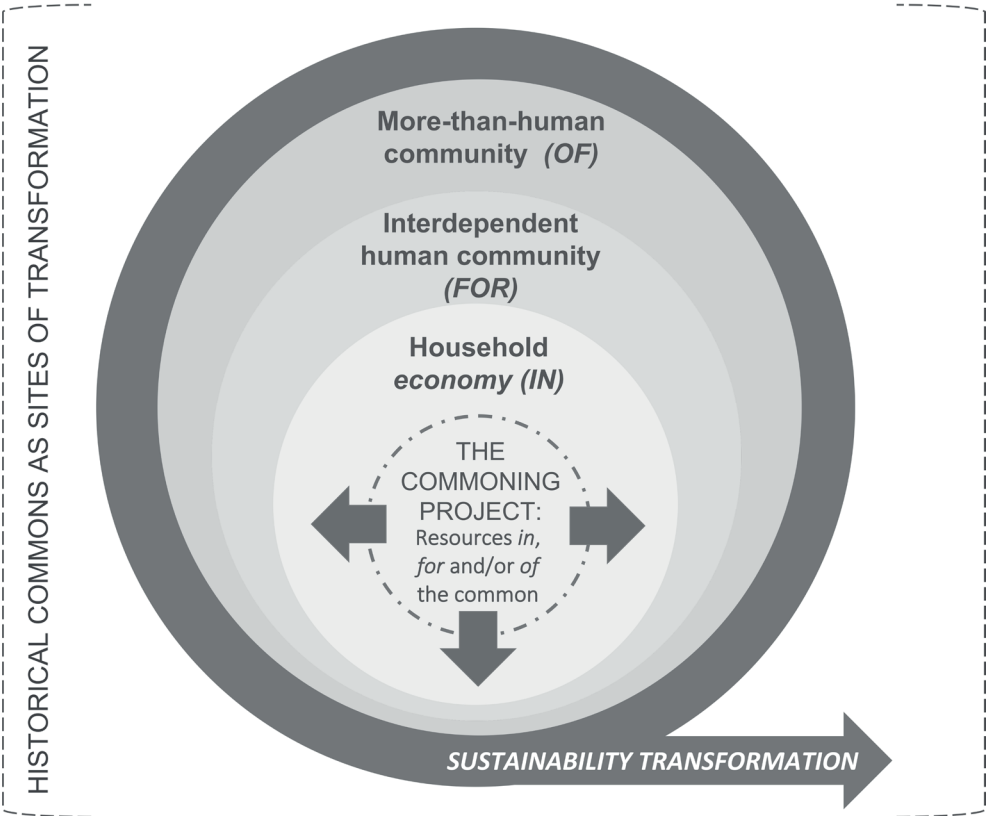 HISTORICAL COMMONS AS SITES OF TRANSFORMATION
More-than-human
community (OF)
Interdependent
human community
(FOR)
Household
economy (IN)
THE
COMMONING
PROJECT:
Resources in,
for and/or of
the common
SUSTAINABILITY TRANSFORMATION